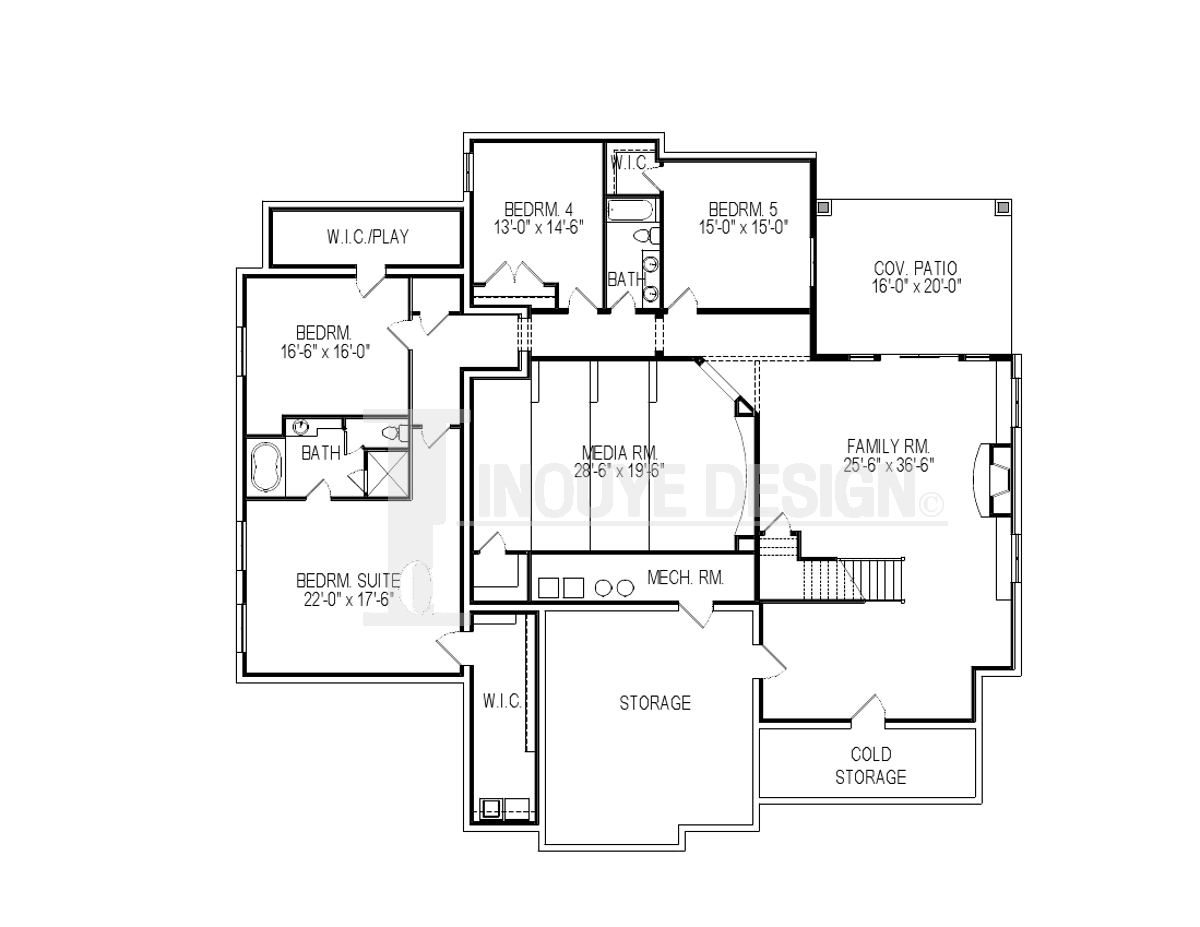 W.I.C.
BEDRM. 4
13'-0" x 14'-6"
BEDRM. 5
15'-0" x 15'-0"
W.I.C./PLAY
COV. PATIO
16'-0" x 20'-0"
BATH
BEDRM.
16'-6" x 16'-0"
BATH
MEDIA RM.
28'-6" x 19'-6"
FAMILY RM.
25'-6" x 36'-6"
INOUYE DESIGN ©
BEDRM. SUITE
22'-0" x 17'-6"
MECH. RM.
W.I.C.
STORAGE
COLD
STORAGE